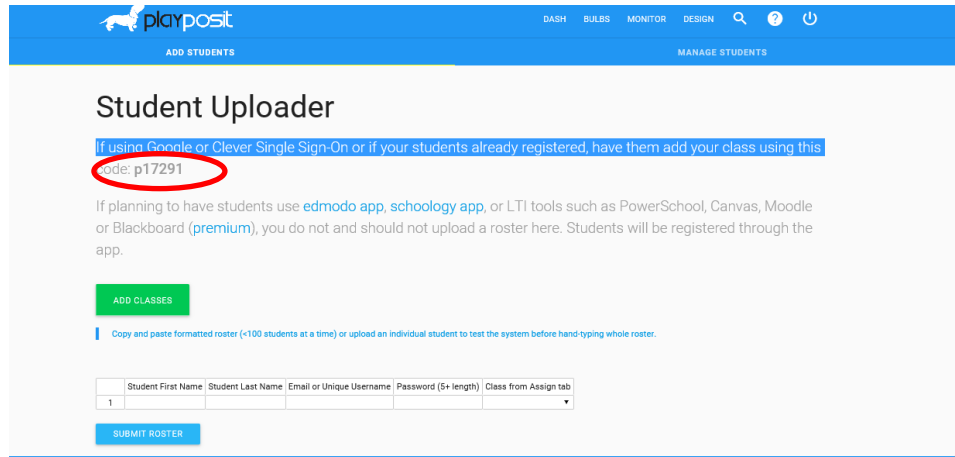 playposit
DASH BULBS MONITOR DESIGN
ADD STUDENTS MANAGE STUDENTS
Student Uploader
If using Google or Clever Single Sign-On or if your students already registered, have them add your class using this
code: p17291
If planning to have students use edmodo app, schoology app, or LTI tools such as PowerSchool, Canvas, Moodle
or Blackboard (premium), you do not and should not upload a roster here. Students will be registered through the
app.
ADD CLASSES
Copy and paste formatted roster (<100 students at a time) or upload an individual student to test the system before hand-typing whole roster.
Student First Name Student Last Name Email or Unique Username Password (5+ length) Class from Assign tab
1
SUBMIT ROSTER